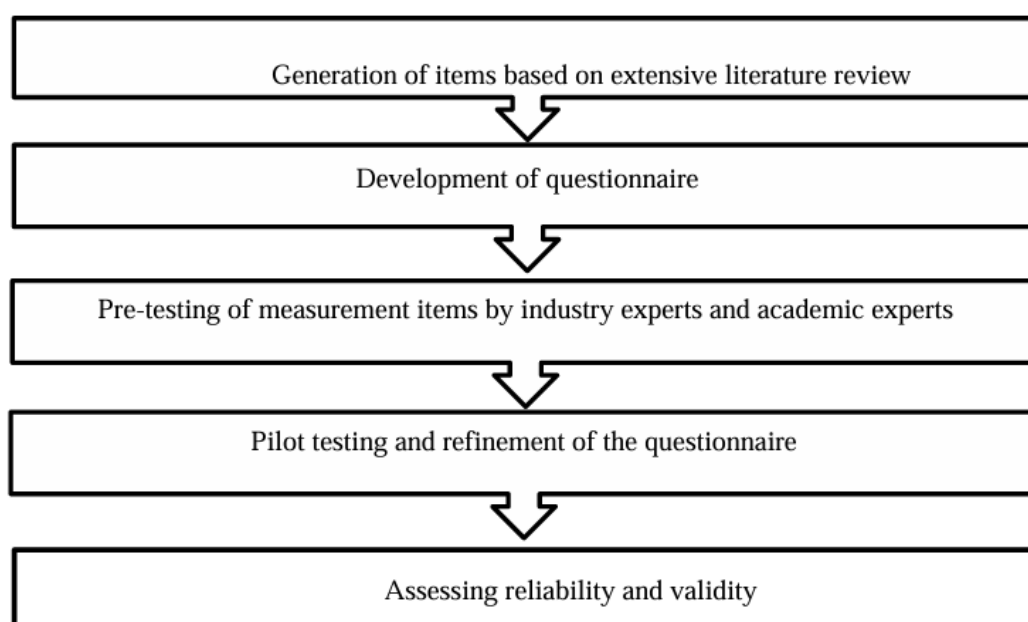 Generation of items based on extensive literature review
Development of questionnaire
Pre-testing of measurement items by industry experts and academic experts
Pilot testing and refinement of the questionnaire
Assessing reliability and validity